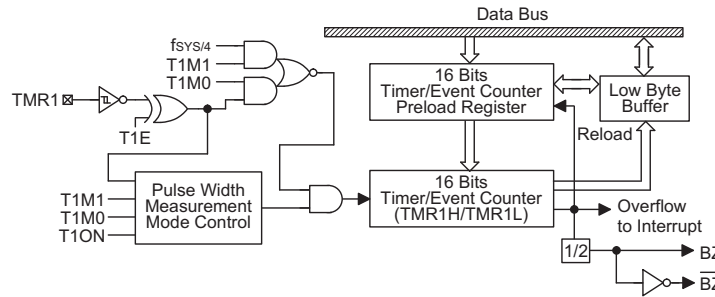 Data Bus
fSYS/4
T1M1
T1M0
TMR1
T1E
16 Bits
Timer/Event Counter
Preload Register
Low Byte
Buffer
Reload
T1M1
T1M0
T1ON
Pulse Width
Measurement
Mode Control
16 Bits
Timer/Event Counter
(TMR1H/TMR1L)
Overflow
to Interrupt
1/2